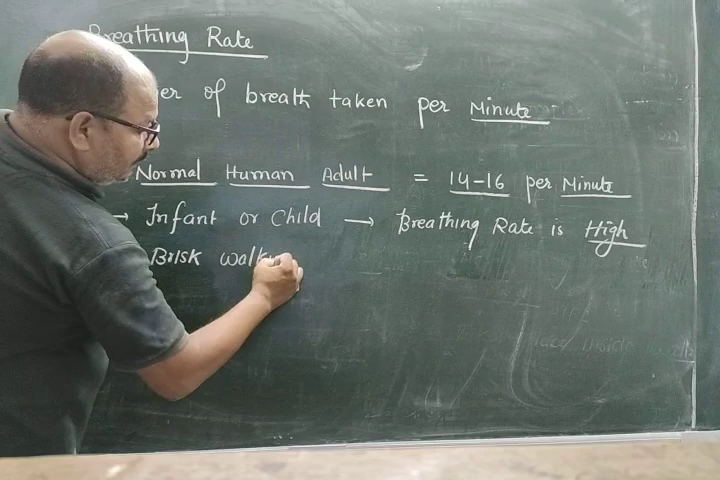 Breathing Rate
of breath taken per Minute
Normal Human Adult = 14-16 per Minute
→ Infant or Child → Breathing Rate is High
Brisk walk